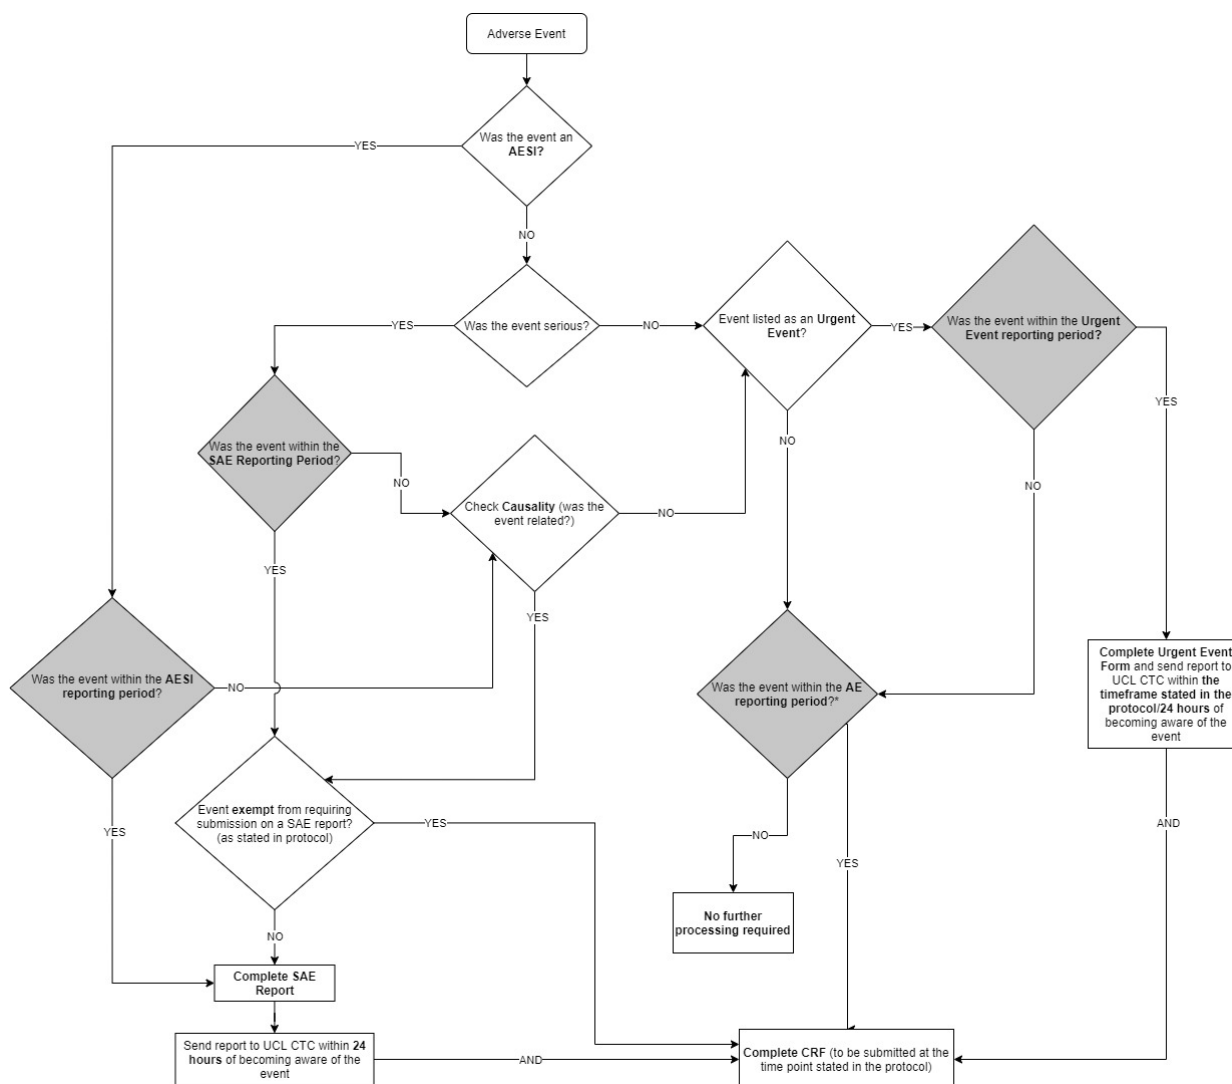 Adverse Event
Was the event an
AESI?
YES
NO
Was the event serious?
YES
NO
Event listed as an Urgent
Event?
YES
Was the event within the Urgent
Event reporting period?
YES
NO
NO
Was the event within the
SAE Reporting Period?
NO
YES
Check Causality (was the
event related?)
NO
YES
Was the event within the AESI
reporting period?
NO
YES
Was the event within the AE
reporting period?*
NO
YES
Complete Urgent Event
Form and send report to
UCL CTC within the
timeframe stated in the
protocol/24 hours of
becoming aware of the
event
AND
Event exempt from requiring
submission on a SAE report?
(as stated in protocol)
YES
NO
No further
processing required
Complete SAE
Report
Send report to UCL CTC within 24
hours of becoming aware of the
event
AND
Complete CRF (to be submitted at the
time point stated in the protocol)